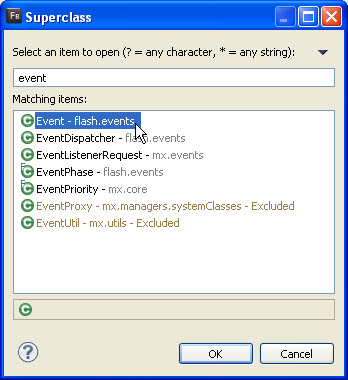 Fb Superclass
Select an item to open (? = any character, * = any string):
event
Matching items:
Event - flash.events
EventDispatcher - flash.events
EventListenerRequest - mx.events
EventPhase - flash.events
EventPriority - mx.core
EventProxy - mx.managers.systemClasses - Excluded
EventUtil - mx.utils - Excluded
OK Cancel